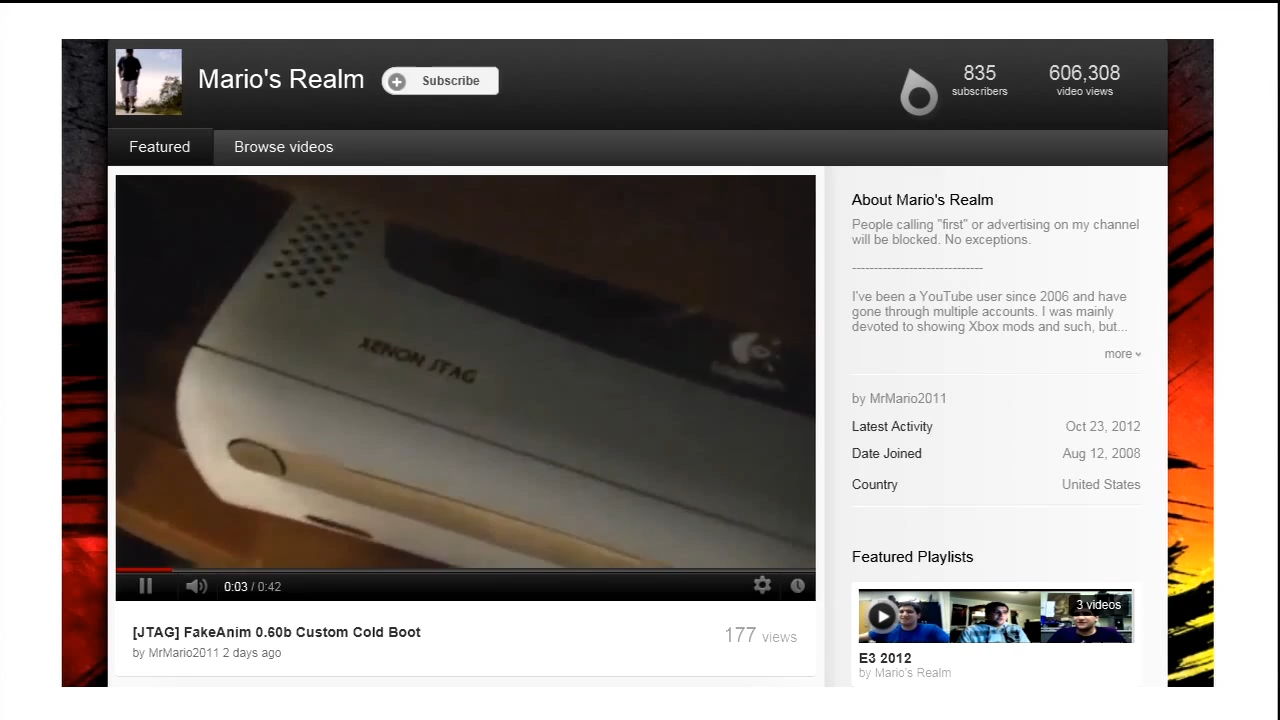 Mario's Realm
Subscribe
835
subscribers
606,308
video views
Featured
Browse videos
XENON JTAG
0:03 / 0:42
[JTAG] FakeAnim 0.60b Custom Cold Boot
by MrMario2011 2 days ago
177 views
About Mario's Realm
People calling "first" or advertising on my channel
will be blocked. No exceptions.
------------------------------
I've been a YouTube user since 2006 and have
gone through multiple accounts. I was mainly
devoted to showing Xbox mods and such, but...
more
by MrMario2011
Latest Activity Oct 23, 2012
Date Joined Aug 12, 2008
Country United States
Featured Playlists
3 videos
E3 2012
by Mario's Realm